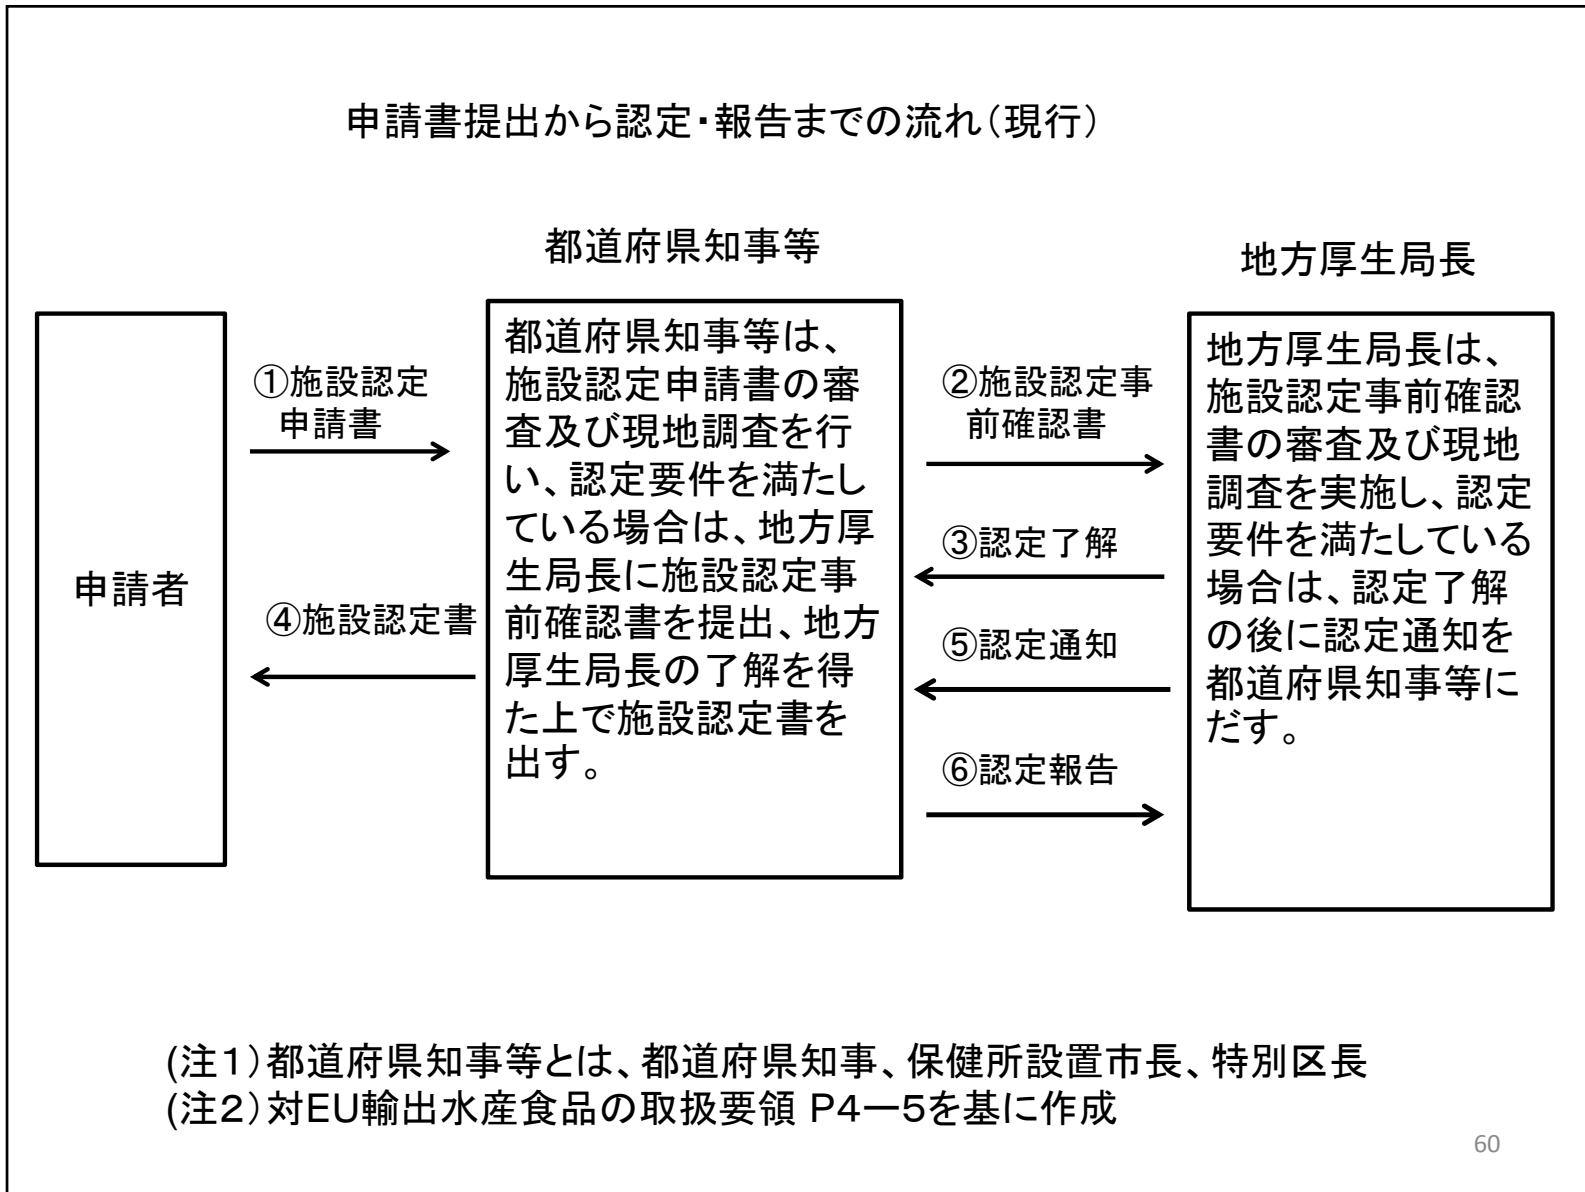 申請書提出から認定・報告までの流れ(現行)
都道府県知事等
地方厚生局長
申請者
①施設認定
申請書
④施設認定書
都道府県知事等は、
施設認定申請書の審
査及び現地調査を行
い、認定要件を満たし
ている場合は、地方厚
生局長に施設認定事
前確認書を提出、地方
厚生局長の了解を得
た上で施設認定書を
出す。
②施設認定事
前確認書
③認定了解
⑤認定通知
⑥認定報告
地方厚生局長は、
施設認定事前確認
書の審査及び現地
調査を実施し、認定
要件を満たしている
場合は、認定了解
の後に認定通知を
都道府県知事等に
だす。
(注1)都道府県知事等とは、都道府県知事、保健所設置市長、特別区長
(注2)対EU輸出水産食品の取扱要領 P4―5を基に作成
60